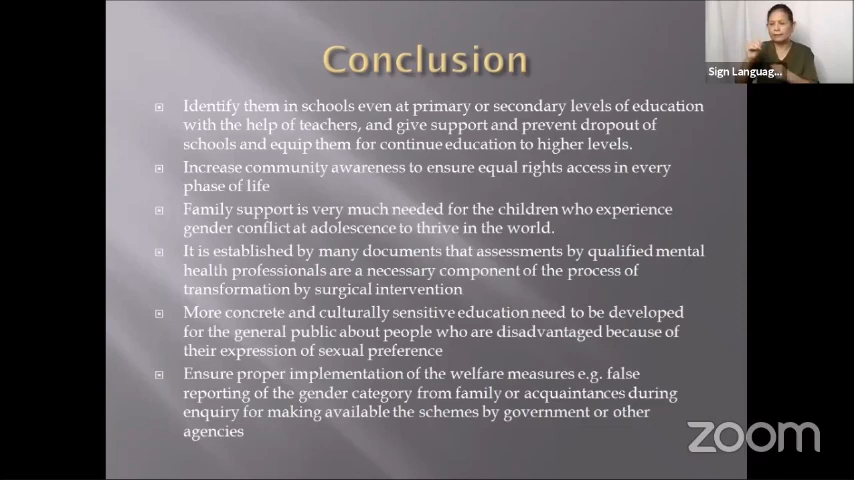 Conclusion
Sign Languag...
Identify them in schools even at primary or secondary levels of education
with the help of teachers, and give support and prevent dropout of
schools and equip them for continue education to higher levels.
Increase community awareness to ensure equal rights access in every
phase of life
Family support is very much needed for the children who experience
gender conflict at adolescence to thrive in the world.
It is established by many documents that assessments by qualified mental
health professionals are a necessary component of the process of
transformation by surgical intervention
More concrete and culturally sensitive education need to be developed
for the general public about people who are disadvantaged because of
their expression of sexual preference
Ensure proper implementation of the welfare measures e.g. false
reporting of the gender category from family or acquaintances during
enquiry for making available the schemes by government or other
agencies
zoom